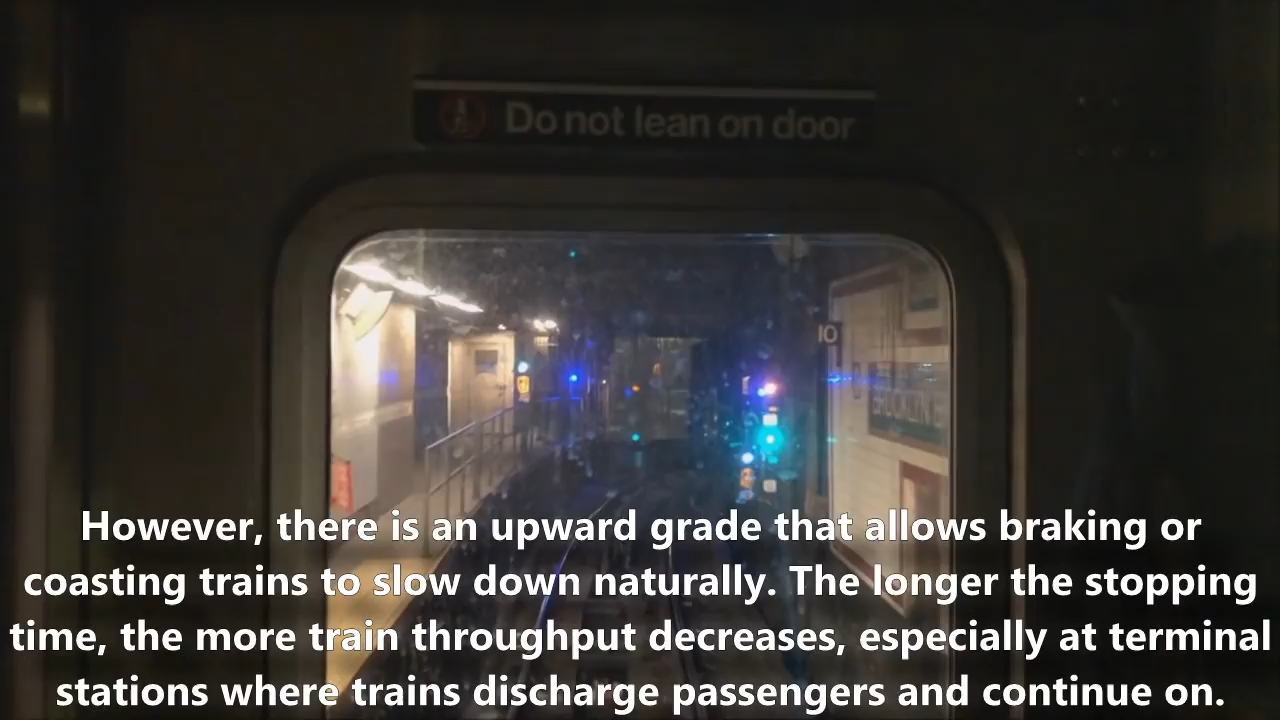 Do not lean on door
10
However, there is an upward grade that allows braking or
coasting trains to slow down naturally. The longer the stopping
time, the more train throughput decreases, especially at terminal
stations where trains discharge passengers and continue on.